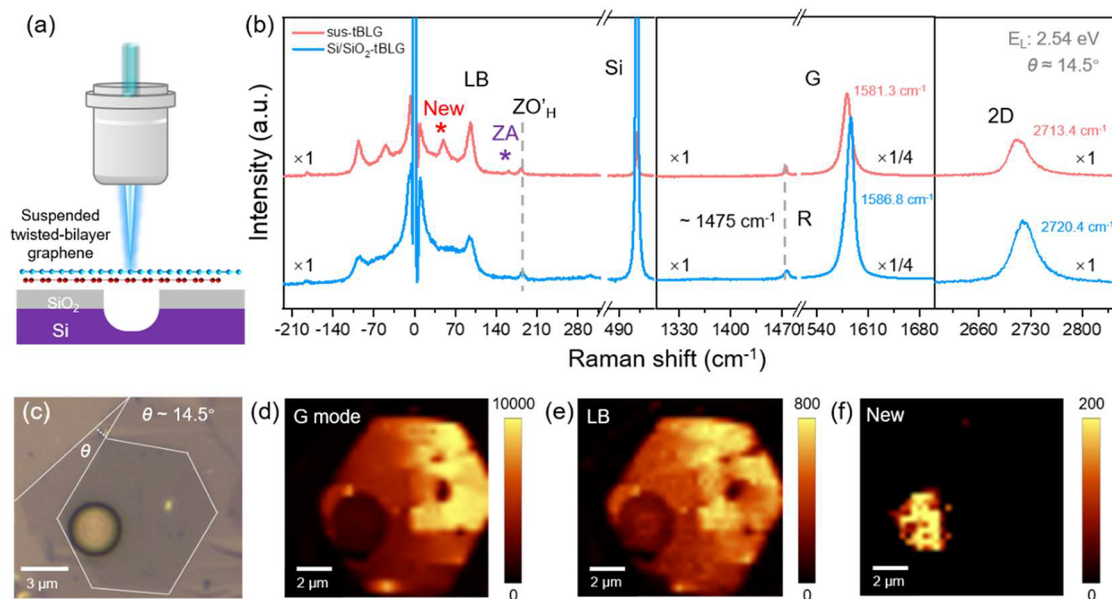 (a)
Suspended
twisted-bilayer
graphene
SiO₂
Si
(b)
sus-tBLG
Si/SiO₂-tBLG
LB
New
*
ZA
*
ZO'H
Si
G
R
2D
E_L: 2.54 eV
θ ≈ 14.5°
1581.3 cm⁻¹
2713.4 cm⁻¹
1586.8 cm⁻¹
2720.4 cm⁻¹
~ 1475 cm⁻¹
×1 ×1 ×1/4 ×1
×1 ×1 ×1/4 ×1
Intensity (a.u.)
-210 -140 -70 0 70 140 210 280 490 1330 1400 1470 1540 1610 1680 2660 2730 2800
Raman shift (cm⁻¹)
(c)
θ ~ 14.5°
θ
3 μm
(d) G mode
2 μm
10000
0
(e) LB
2 μm
800
0
(f) New
2 μm
200
0